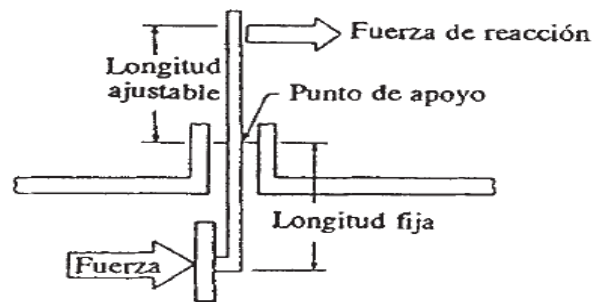 Fuerza de reacción
Longitud
ajustable
Punto de apoyo
Longitud fija
Fuerza